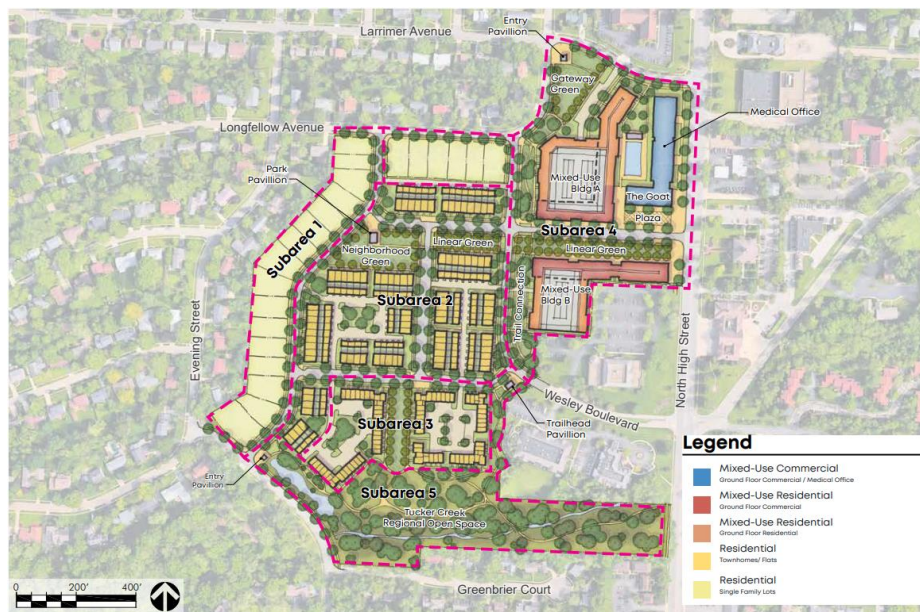 Larrimer Avenue
Entry
Pavilion
Gateway
Green
Medical Office
Longfellow Avenue
Park
Pavillion
Mixed-Use
Bldg A
The Goat
Plaza
Subarea 1
Subarea 4
Linear Green
Linear Green
Neighborhood
Green
Mixed-Use
Bldg B
Trail Connection
Subarea 2
Evening Street
North High Street
Wesley Boulevard
Trailhead
Pavillion
Subarea 3
Entry
Pavillion
Subarea 5
Tucker Creek
Regional Open Space
Greenbrier Court
0 200' 400'
Legend
Mixed-Use Commercial
Ground Floor Commercial / Medical Office
Mixed-Use Residential
Ground Floor Commercial
Mixed-Use Residential
Ground Floor Residential
Residential
Townhomes/ Flats
Residential
Single Family Lots